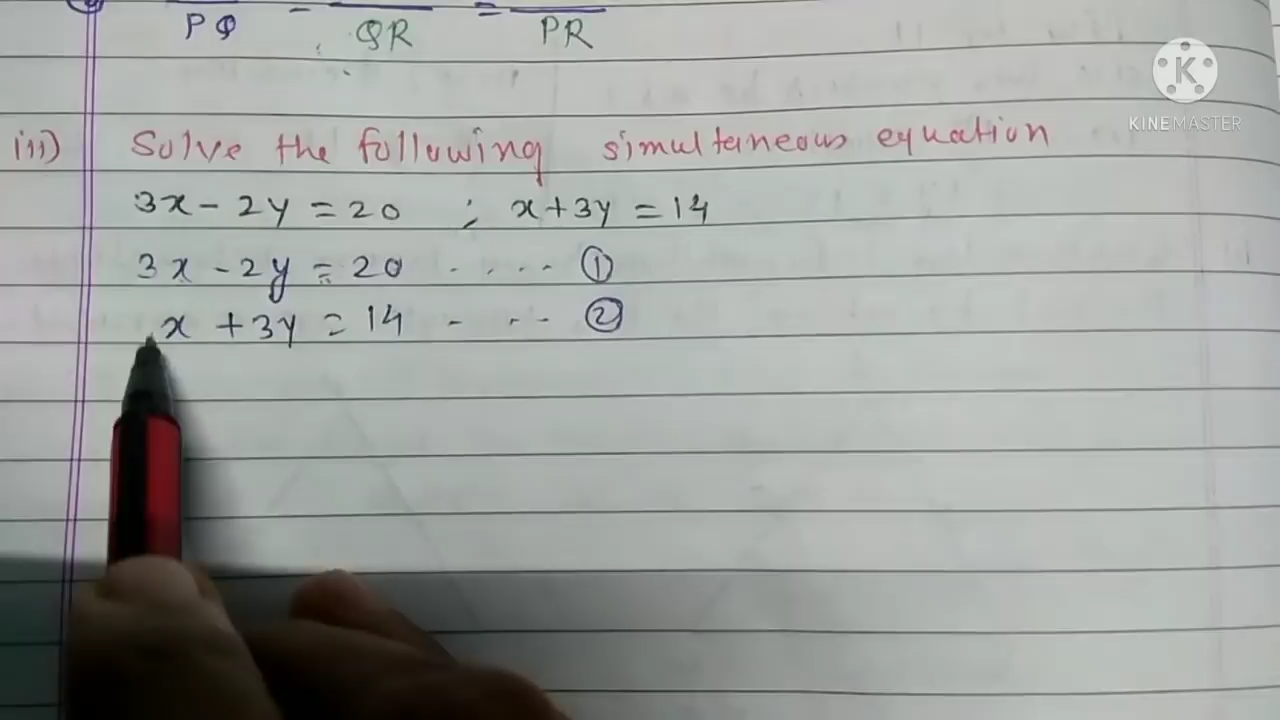 PQ - QR = PR
K
KINEMASTER
iii) Solve the following simultaneous equation
3x - 2y = 20 ; x + 3y = 14
3x - 2y = 20 - . . . . ①
x + 3y = 14 - . . - ②